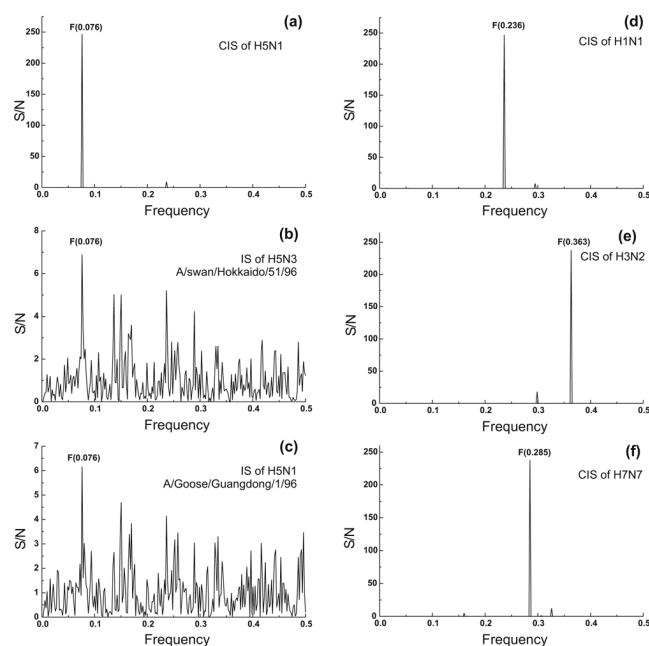 (a)
F(0.076)
CIS of H5N1
S/N
250
200
150
100
50
0
0.0 0.1 0.2 0.3 0.4 0.5
Frequency
(b)
F(0.076)
IS of H5N3
A/swan/Hokkaido/51/96
S/N
8
6
4
2
0
0.0 0.1 0.2 0.3 0.4 0.5
Frequency
(c)
F(0.076)
IS of H5N1
A/Goose/Guangdong/1/96
S/N
7
6
5
4
3
2
1
0
0.0 0.1 0.2 0.3 0.4 0.5
Frequency
(d)
F(0.236)
CIS of H1N1
S/N
250
200
150
100
50
0
0.0 0.1 0.2 0.3 0.4 0.5
Frequency
(e)
F(0.363)
CIS of H3N2
S/N
250
200
150
100
50
0
0.0 0.1 0.2 0.3 0.4 0.5
Frequency
(f)
F(0.285)
CIS of H7N7
S/N
250
200
150
100
50
0
0.0 0.1 0.2 0.3 0.4 0.5
Frequency